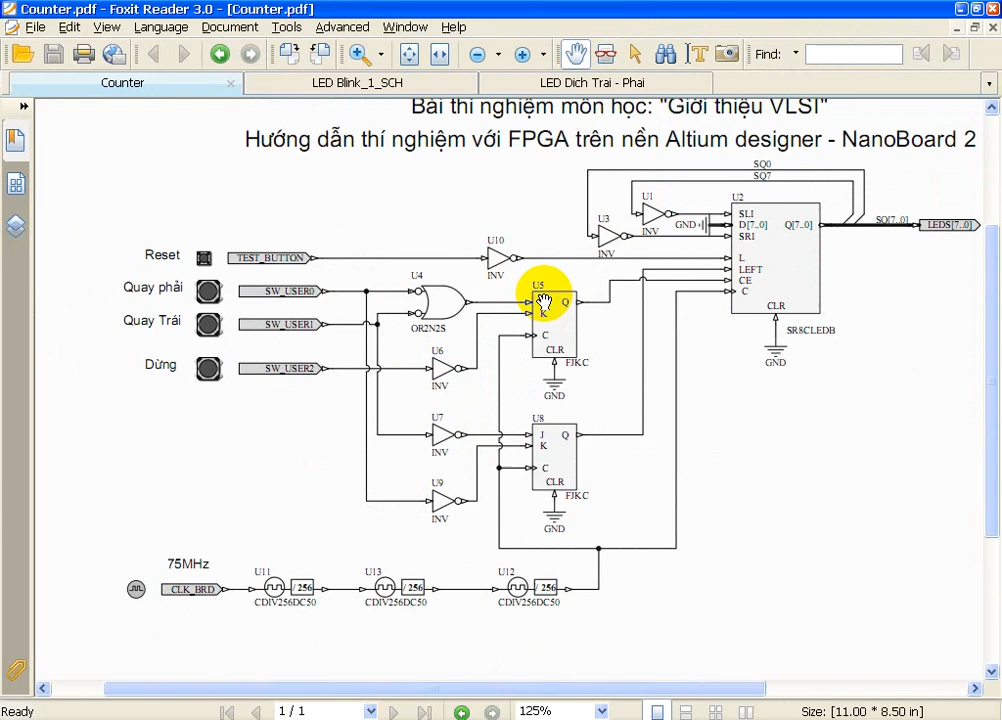 Counter.pdf - Foxit Reader 3.0 - [Counter.pdf]
File Edit View Language Document Tools Advanced Window Help
Find:
Counter LED Blink_1_SCH LED Dich Trai - Phai
Bài thí nghiệm môn học: "Giới thiệu VLSI"
Hướng dẫn thí nghiệm với FPGA trên nền Altium designer - NanoBoard 2
SQ0
SQ7
U1 U2
INV
U3
INV
GND
SLI
D[7..0] Q[7..0]
SRI
L
LEFT
CE
C
CLR
SR8CLEDB
GND
SQ[7..0] LEDS[7..0]
Reset TEST_BUTTON
U10
INV
Quay phải SW_USER0
U4
OR2N2S
Quay Trái SW_USER1
Dừng SW_USER2
U6
INV
U5
Q
K
C
CLR
FJKC
GND
U7
INV
U9
INV
U8
J Q
K
C
CLR
FJKC
GND
75MHz
CLK_BRD
U11
/ 256
CDIV256DC50
U13
/ 256
CDIV256DC50
U12
/ 256
CDIV256DC50
Ready 1 / 1 125% Size: [11.00 * 8.50 in]